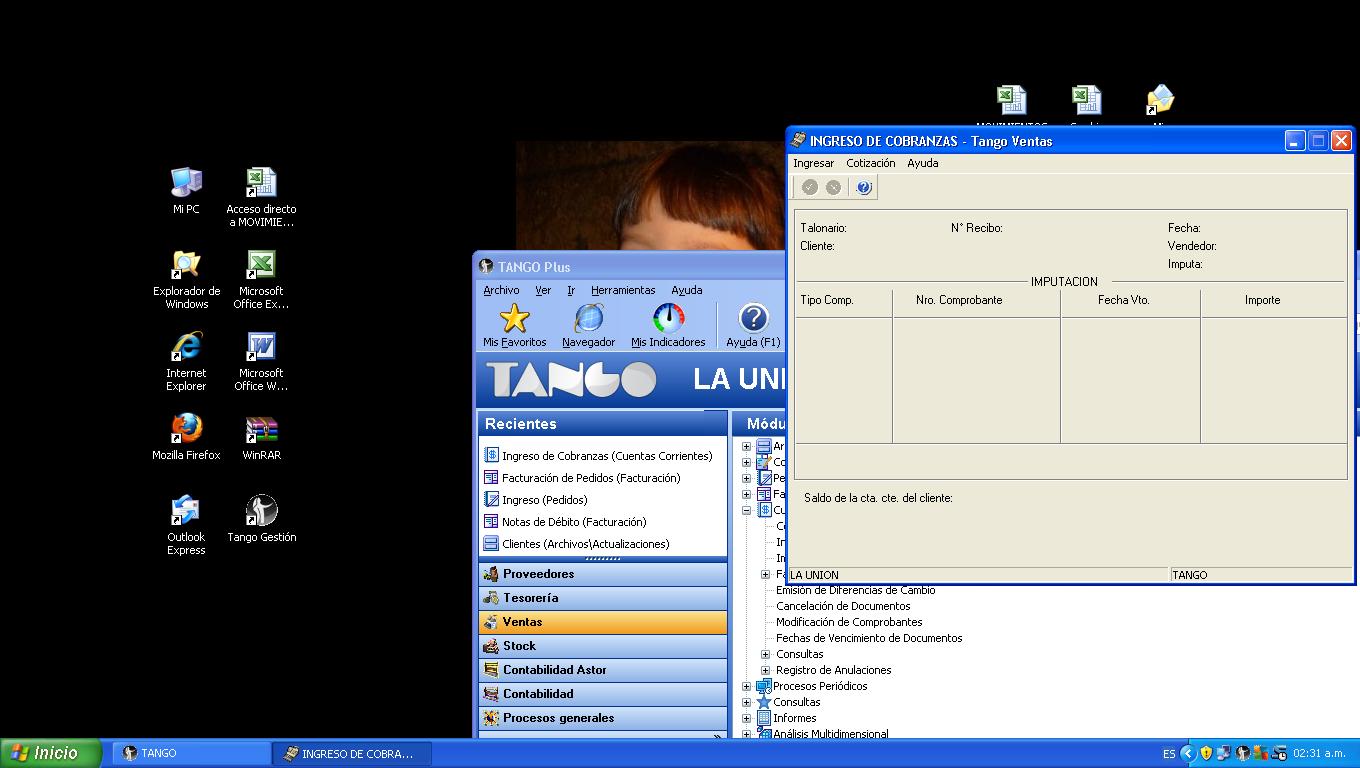 Mi PC
Acceso directo
a MOVIMIE...
Explorador de
Windows
Microsoft
Office Ex...
Internet
Explorer
Microsoft
Office W...
Mozilla Firefox
WinRAR
Outlook
Express
Tango Gestión
INGRESO DE COBRANZAS - Tango Ventas
Ingresar Cotización Ayuda
Talonario: N° Recibo: Fecha:
Cliente: Vendedor:
Imputa:
IMPUTACION
Tipo Comp. Nro. Comprobante Fecha Vto. Importe
Saldo de la cta. cte. del cliente:
LA UNION TANGO
TANGO Plus
Archivo Ver Ir Herramientas Ayuda
Mis Favoritos Navegador Mis Indicadores Ayuda (F1)
TANGO LA UNI
Recientes
Ingreso de Cobranzas (Cuentas Corrientes)
Facturación de Pedidos (Facturación)
Ingreso (Pedidos)
Notas de Débito (Facturación)
Clientes (Archivos\Actualizaciones)
Proveedores
Tesorería
Ventas
Stock
Contabilidad Astor
Contabilidad
Procesos generales
Módu
Ar
Co
Pe
Fa
Cu
C
In
In
Fa
Emisión de Diferencias de Cambio
Cancelación de Documentos
Modificación de Comprobantes
Fechas de Vencimiento de Documentos
Consultas
Registro de Anulaciones
Procesos Periódicos
Consultas
Informes
Análisis Multidimensional
Inicio
TANGO
INGRESO DE COBRA...
ES
02:31 a.m.